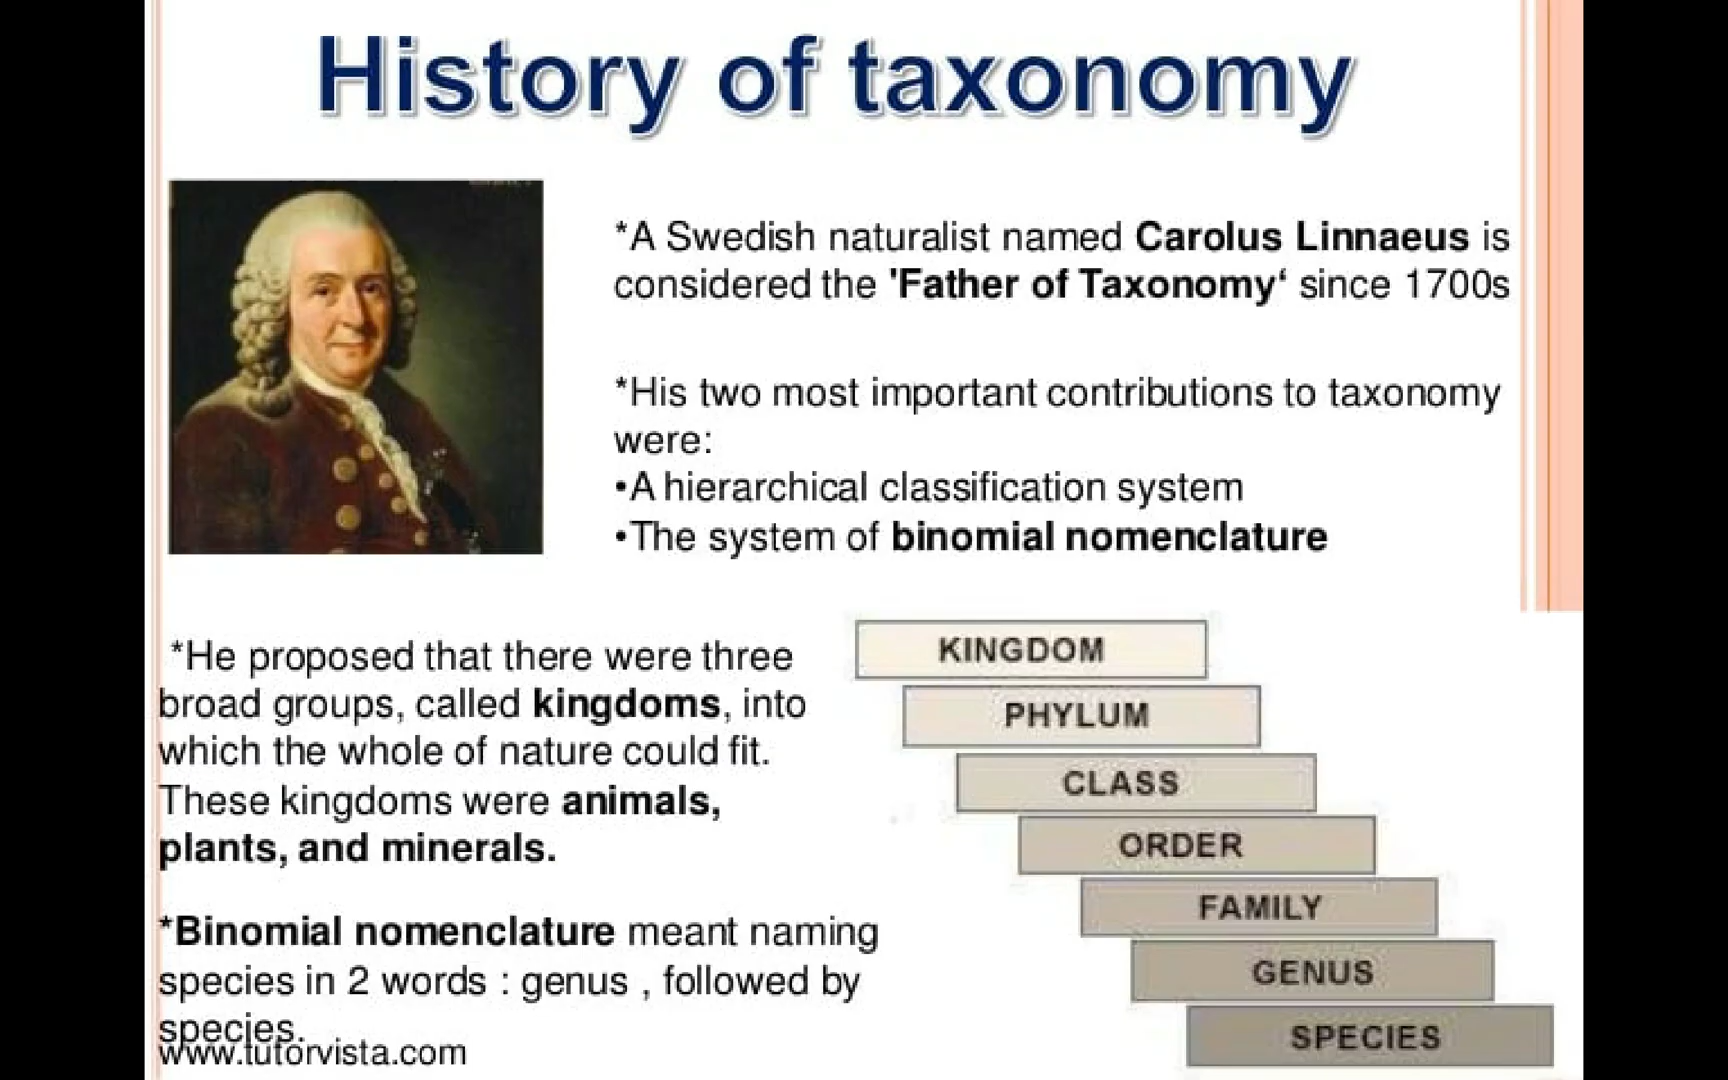 History of taxonomy
*A Swedish naturalist named Carolus Linnaeus is
considered the 'Father of Taxonomy‘ since 1700s
*His two most important contributions to taxonomy
were:
•A hierarchical classification system
•The system of binomial nomenclature
*He proposed that there were three
broad groups, called kingdoms, into
which the whole of nature could fit.
These kingdoms were animals,
plants, and minerals.
*Binomial nomenclature meant naming
species in 2 words : genus , followed by
species.
www.tutorvista.com
KINGDOM
PHYLUM
CLASS
ORDER
FAMILY
GENUS
SPECIES